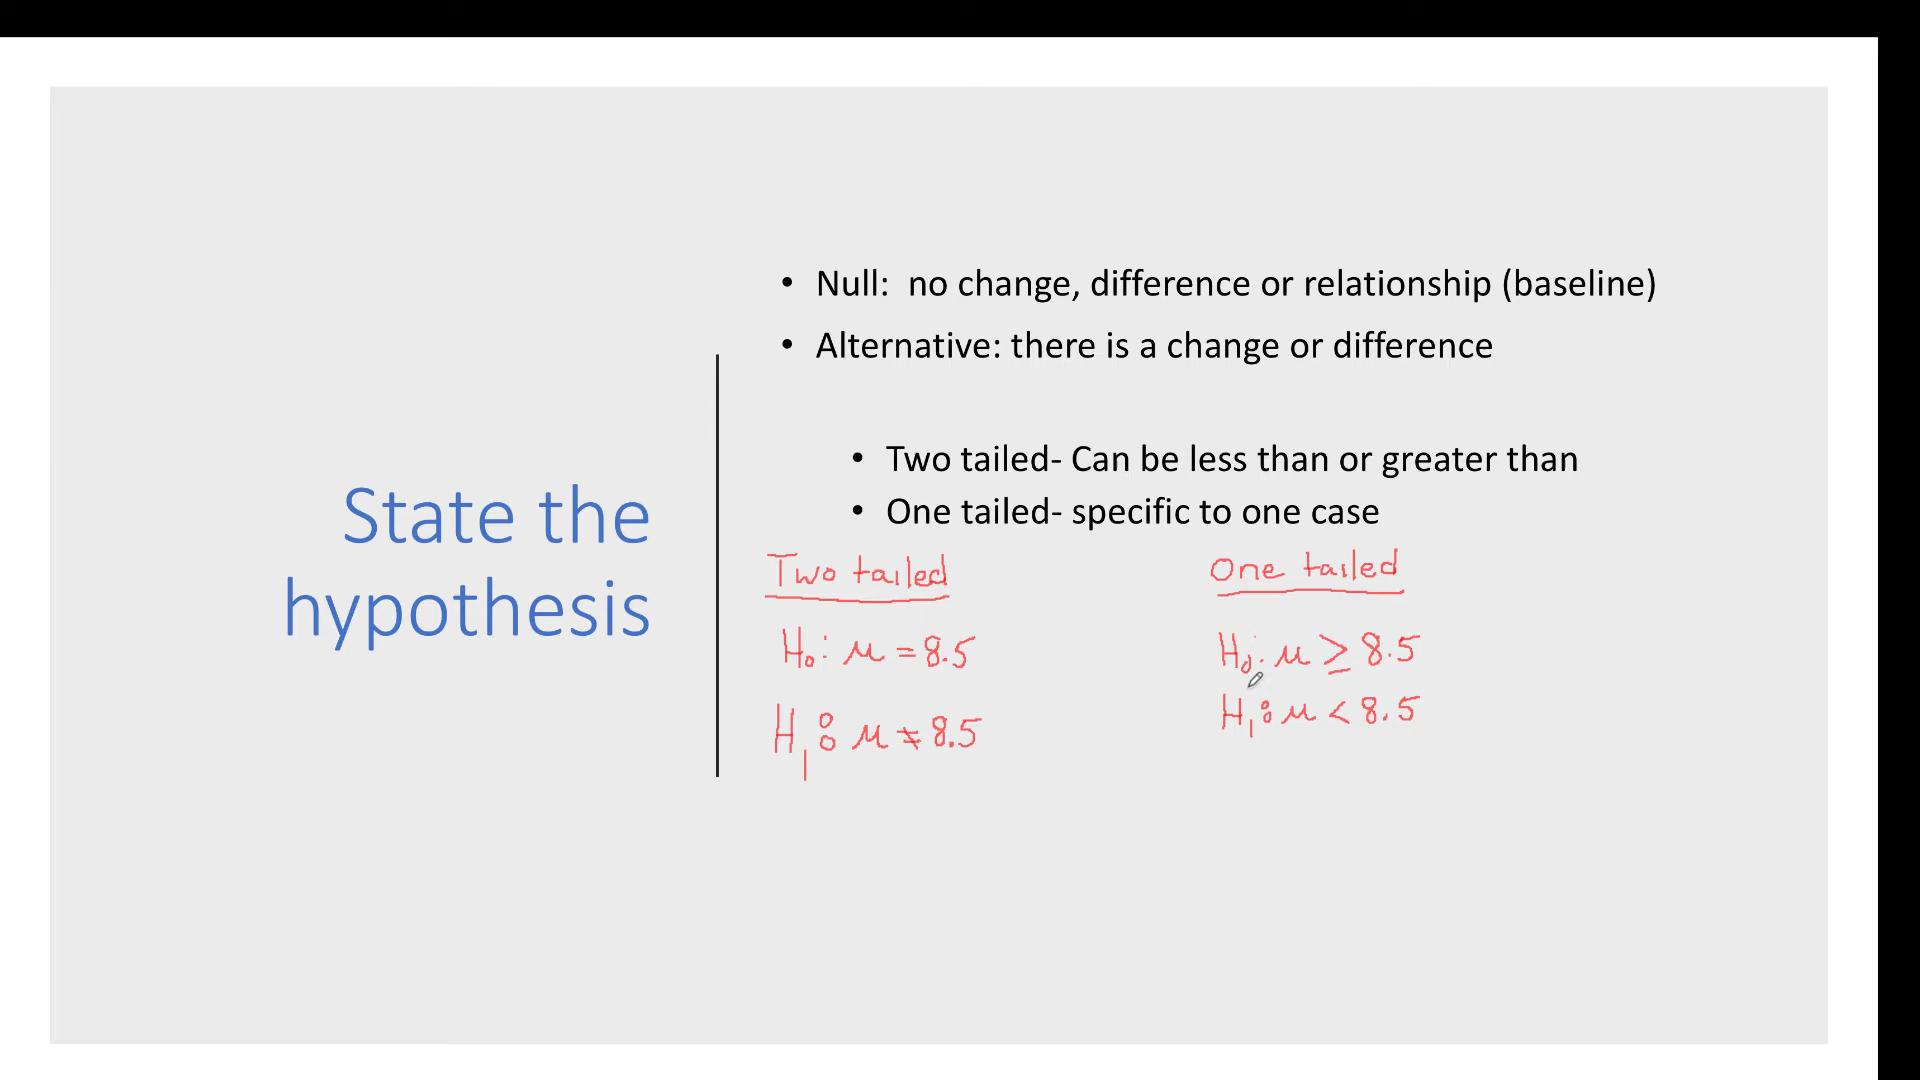 State the
hypothesis
• Null:  no change, difference or relationship (baseline)
• Alternative: there is a change or difference
• Two tailed- Can be less than or greater than
• One tailed- specific to one case
Two tailed
H₀: μ = 8.5
H₁: μ ≠ 8.5
One tailed
H₀: μ ≥ 8.5
H₁: μ < 8.5